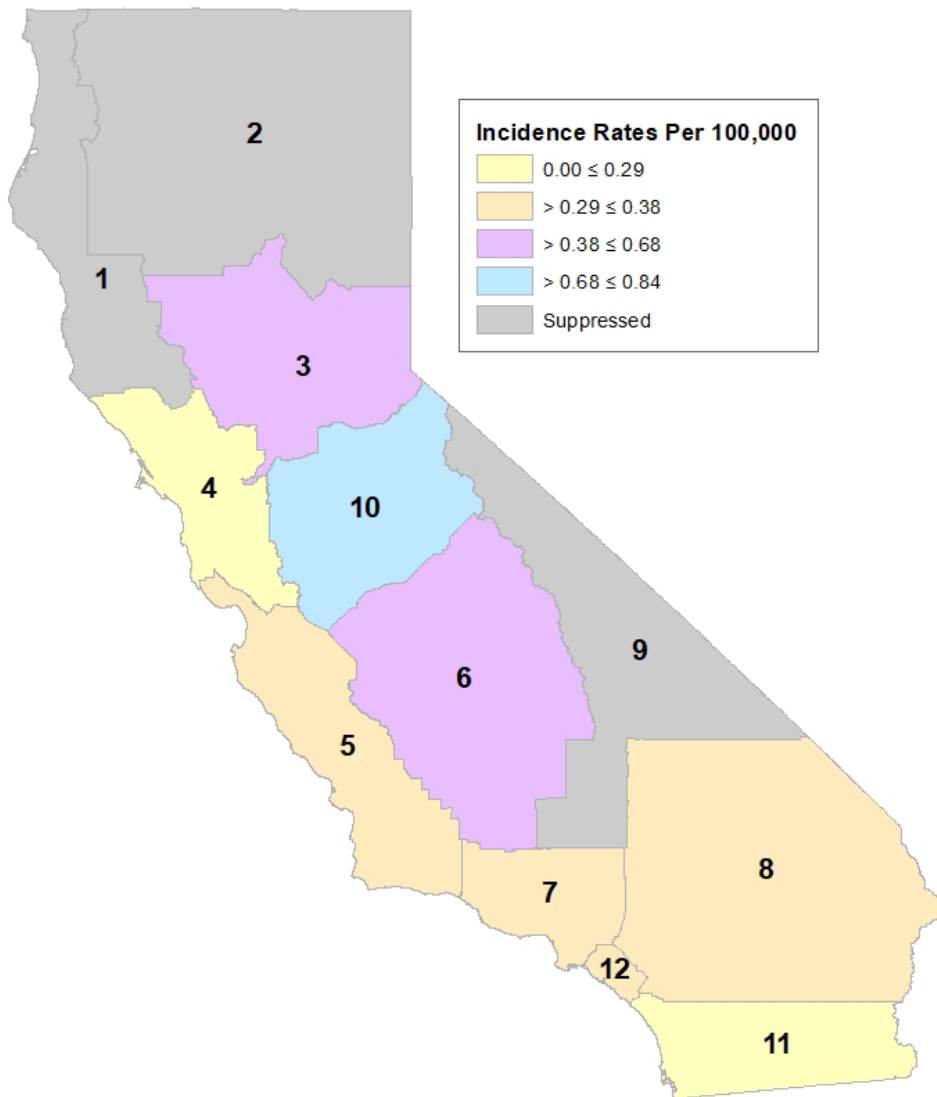 Incidence Rates Per 100,000
0.00 ≤ 0.29
> 0.29 ≤ 0.38
> 0.38 ≤ 0.68
> 0.68 ≤ 0.84
Suppressed
2
1
3
4
10
9
6
5
8
7
12
11